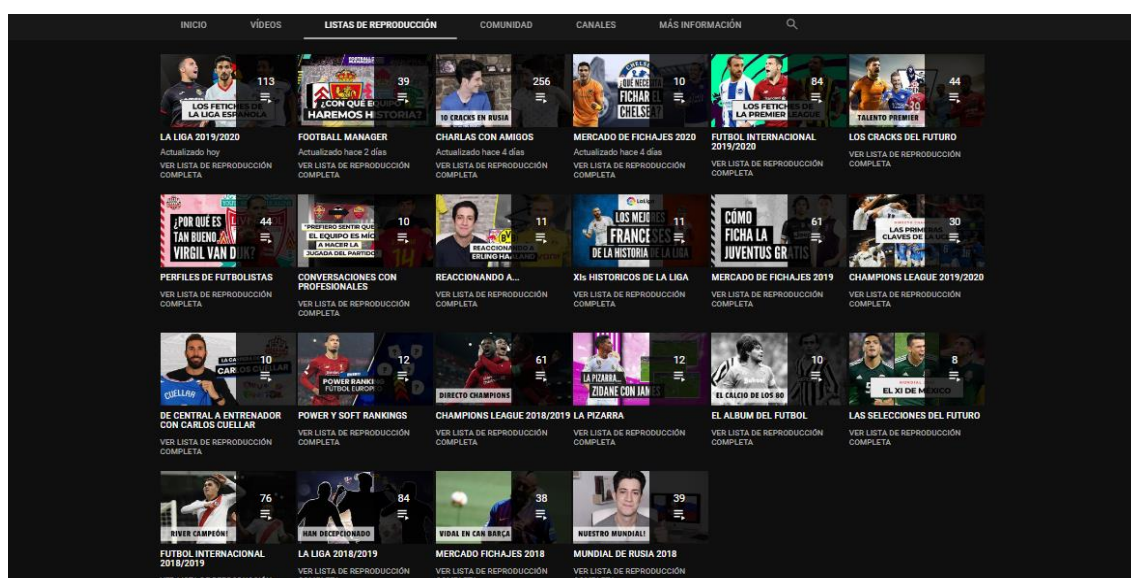 INICIO VÍDEOS LISTAS DE REPRODUCCIÓN COMUNIDAD CANALES MÁS INFORMACIÓN
113 39 256 10 84 44
LOS FETICHES DE LA LIGA ESPAÑOLA
¿CON QUÉ EQUIPO HAREMOS HISTORIA?
10 CRACKS EN RUSIA
¿QUÉ NECESITA FICHAR EL CHELSEA?
LOS FETICHES DE LA PREMIER LEAGUE
TALENTO PREMIER
LA LIGA 2019/2020
Actualizado hoy
VER LISTA DE REPRODUCCIÓN
COMPLETA
FOOTBALL MANAGER
Actualizado hace 2 días
VER LISTA DE REPRODUCCIÓN
COMPLETA
CHARLAS CON AMIGOS
Actualizado hace 4 días
VER LISTA DE REPRODUCCIÓN
COMPLETA
MERCADO DE FICHAJES 2020
Actualizado hace 4 días
VER LISTA DE REPRODUCCIÓN
COMPLETA
FUTBOL INTERNACIONAL
2019/2020
VER LISTA DE REPRODUCCIÓN
COMPLETA
LOS CRACKS DEL FUTURO
VER LISTA DE REPRODUCCIÓN
COMPLETA
¿POR QUÉ ES
TAN BUENO
VIRGIL VAN DIJK?
44
PERFILES DE FUTBOLISTAS
VER LISTA DE REPRODUCCIÓN
COMPLETA
"PREFIERO SENTIR QUE
EL EQUIPO ES MÍO
A HACER LA
JUGADA DEL PARTIDO"
10
CONVERSACIONES CON
PROFESIONALES
VER LISTA DE REPRODUCCIÓN
COMPLETA
REACCIONANDO A
ERLING HAALAND
11
REACCIONANDO A...
VER LISTA DE REPRODUCCIÓN
COMPLETA
LaLiga
LOS MEJORES
FRANCESES
DE LA HISTORIA DE LA LIGA
11
XIs HISTORICOS DE LA LIGA
VER LISTA DE REPRODUCCIÓN
COMPLETA
CÓMO
FICHA LA
JUVENTUS GRATIS
61
MERCADO DE FICHAJES 2019
VER LISTA DE REPRODUCCIÓN
COMPLETA
LAS PRIMERAS
CLAVES DE LA
30
CHAMPIONS LEAGUE 2019/2020
VER LISTA DE REPRODUCCIÓN
COMPLETA
CARLOS CUELLAR
CUELLAR
10
DE CENTRAL A ENTRENADOR
CON CARLOS CUELLAR
VER LISTA DE REPRODUCCIÓN
COMPLETA
POWER RANKING
FÚTBOL EUROPEO
12
POWER Y SOFT RANKINGS
VER LISTA DE REPRODUCCIÓN
COMPLETA
DIRECTO CHAMPIONS
61
CHAMPIONS LEAGUE 2018/2019
VER LISTA DE REPRODUCCIÓN
COMPLETA
LA PIZARRA...
ZIDANE CON JAMES
12
LA PIZARRA
VER LISTA DE REPRODUCCIÓN
COMPLETA
EL CALCIO DE LOS 80
10
EL ALBUM DEL FUTBOL
VER LISTA DE REPRODUCCIÓN
COMPLETA
EL XI DE MÉXICO
8
LAS SELECCIONES DEL FUTURO
VER LISTA DE REPRODUCCIÓN
COMPLETA
RIVER CAMPEÓN!
76
FUTBOL INTERNACIONAL
2018/2019
HAN DECEPCIONADO
84
LA LIGA 2018/2019
VER LISTA DE REPRODUCCIÓN
VIDAL EN CAN BARÇA
38
MERCADO FICHAJES 2018
VER LISTA DE REPRODUCCIÓN
NUESTRO MUNDIAL!
39
MUNDIAL DE RUSIA 2018
VER LISTA DE REPRODUCCIÓN